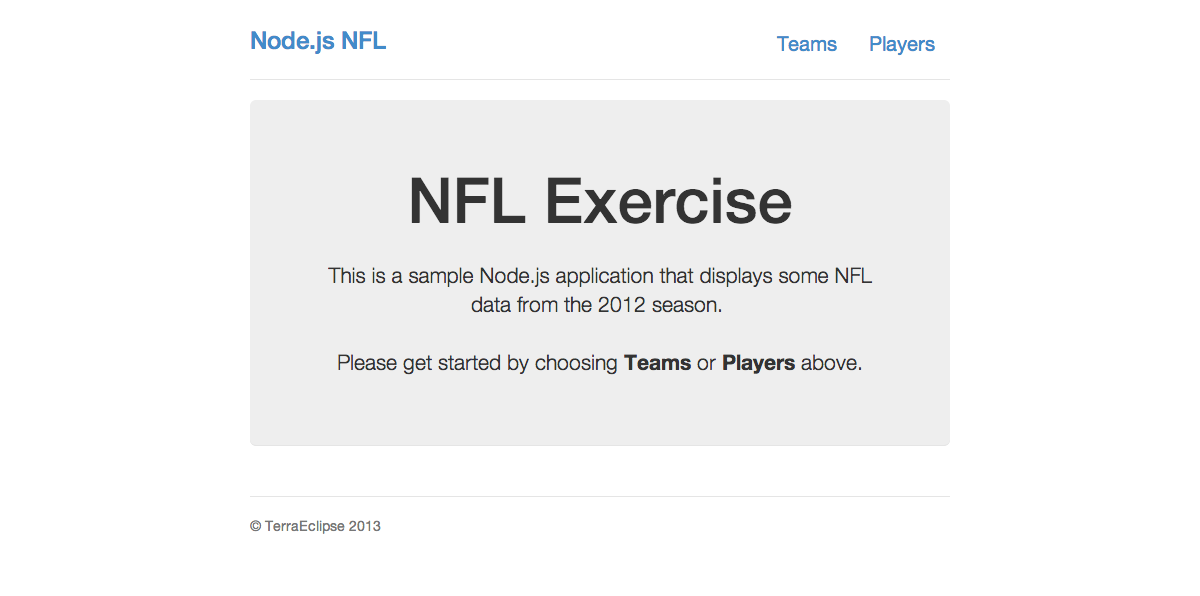 Node.js NFL
Teams Players
NFL Exercise
This is a sample Node.js application that displays some NFL
data from the 2012 season.
Please get started by choosing Teams or Players above.
© TerraEclipse 2013